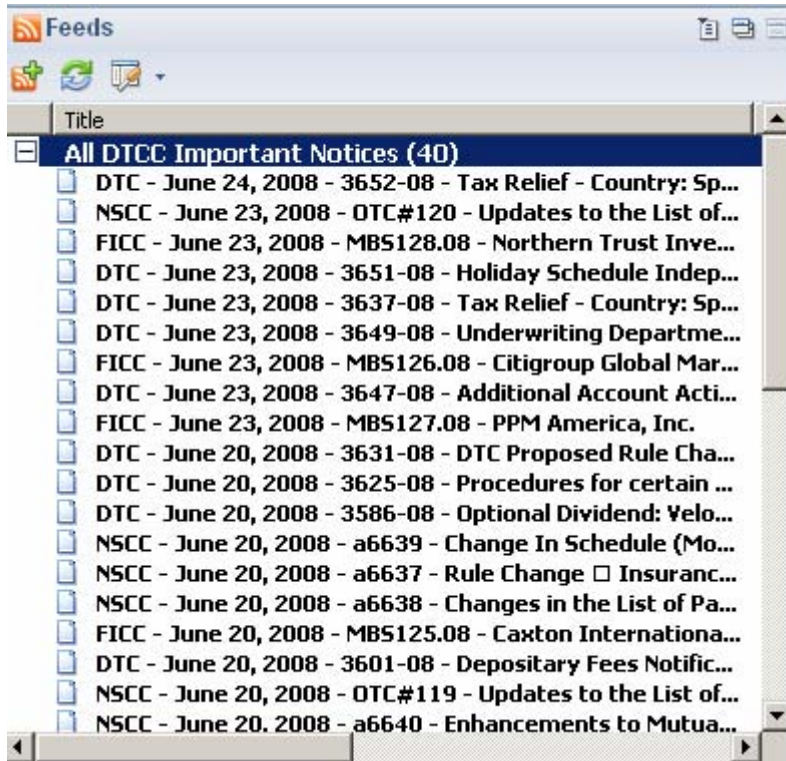 Feeds
Title
All DTCC Important Notices (40)
DTC - June 24, 2008 - 3652-08 - Tax Relief - Country: Sp...
NSCC - June 23, 2008 - OTC#120 - Updates to the List of...
FICC - June 23, 2008 - MBS128.08 - Northern Trust Inve...
DTC - June 23, 2008 - 3651-08 - Holiday Schedule Indep...
DTC - June 23, 2008 - 3637-08 - Tax Relief - Country: Sp...
DTC - June 23, 2008 - 3649-08 - Underwriting Departme...
FICC - June 23, 2008 - MBS126.08 - Citigroup Global Mar...
DTC - June 23, 2008 - 3647-08 - Additional Account Acti...
FICC - June 23, 2008 - MBS127.08 - PPM America, Inc.
DTC - June 20, 2008 - 3631-08 - DTC Proposed Rule Cha...
DTC - June 20, 2008 - 3625-08 - Procedures for certain ...
DTC - June 20, 2008 - 3586-08 - Optional Dividend: Velo...
NSCC - June 20, 2008 - a6639 - Change In Schedule (Mo...
NSCC - June 20, 2008 - a6637 - Rule Change □ Insuranc...
NSCC - June 20, 2008 - a6638 - Changes in the List of Pa...
FICC - June 20, 2008 - MBS125.08 - Caxton Internationa...
DTC - June 20, 2008 - 3601-08 - Depositary Fees Notific...
NSCC - June 20, 2008 - OTC#119 - Updates to the List of...
NSCC - June 20, 2008 - a6640 - Enhancements to Mutua...